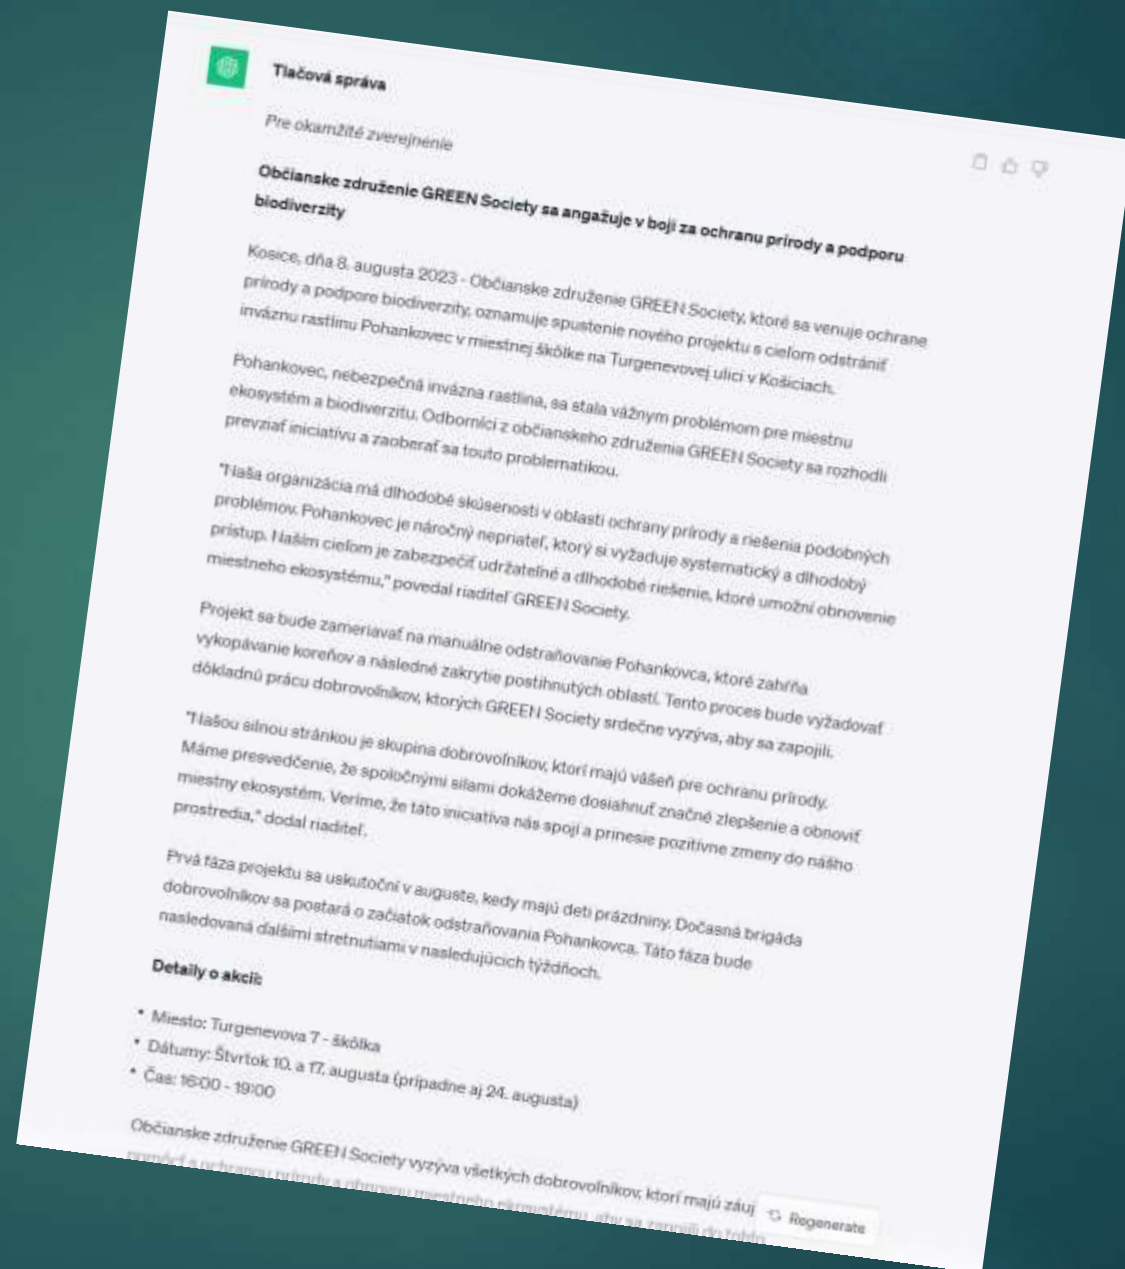 Tlačová správa
Pre okamžité zverejnenie
Občianske združenie GREEN Society sa angažuje v boji za ochranu prírody a podporu
biodiverzity
Kosice, dňa 8. augusta 2023 - Občianske združenie GREEN Society, ktoré sa venuje ochrane
prírody a podpore biodiverzity, oznamuje spustenie nového projektu s cieľom odstrániť
inváznu rastlinu Pohankovec v miestnej škôlke na Turgenevovej ulici v Košiciach.
Pohankovec, nebezpečná invázna rastlina, sa stala vážnym problémom pre miestnu
ekosystém a biodiverzitu. Odborníci z občianskeho združenia GREEN Society sa rozhodli
prevziať iniciatívu a zaoberať sa touto problematikou.
"Naša organizácia má dlhodobé skúsenosti v oblasti ochrany prírody a riešenia podobných
problémov. Pohankovec je náročný nepriateľ, ktorý si vyžaduje systematický a dlhodobý
prístup. Naším cieľom je zabezpečiť udržateľné a dlhodobé riešenie, ktoré umožní obnovenie
miestneho ekosystému," povedal riaditeľ GREEN Society.
Projekt sa bude zameriavať na manuálne odstraňovanie Pohankovca, ktoré zahŕňa
vykopávanie koreňov a následné zakrytie postihnutých oblastí. Tento proces bude vyžadovať
dôkladnú prácu dobrovoľníkov, ktorých GREEN Society srdečne vyzýva, aby sa zapojili.
"Našou silnou stránkou je skupina dobrovoľníkov, ktorí majú vášeň pre ochranu prírody.
Máme presvedčenie, že spoločnými silami dokážeme dosiahnuť značné zlepšenie a obnoviť
miestny ekosystém. Veríme, že táto iniciatíva nás spojí a prinesie pozitívne zmeny do nášho
prostredia," dodal riaditeľ.
Prvá fáza projektu sa uskutoční v auguste, kedy majú deti prázdniny. Dočasná brigáda
dobrovoľníkov sa postará o začiatok odstraňovania Pohankovca. Táto fáza bude
nasledovaná ďalšími stretnutiami v nasledujúcich týždňoch.
Detaily o akcii:
• Miesto: Turgenevova 7 - škôlka
• Dátumy: Štvrtok 10. a 17. augusta (prípadne aj 24. augusta)
• Čas: 16:00 - 19:00
Občianske združenie GREEN Society vyzýva všetkých dobrovoľníkov, ktorí majú záuj
pomôcť s ochranou prírody a obnovou miestneho ekosystému, aby sa zapojili do tohto
Regenerate